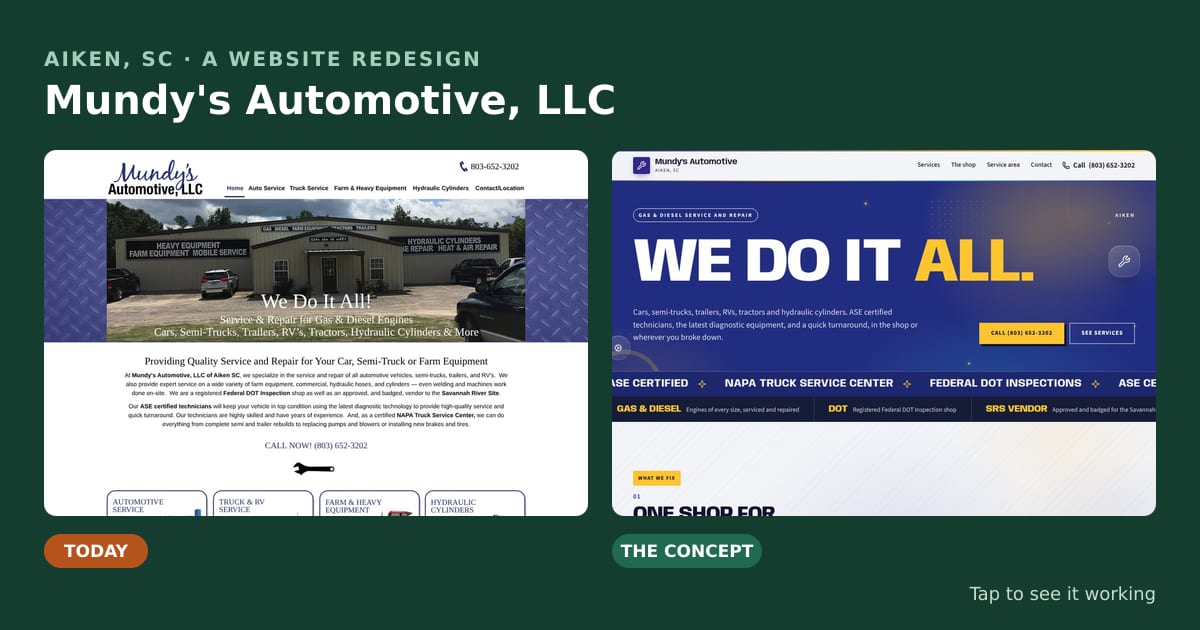 AIKEN, SC · A WEBSITE REDESIGN
Mundy's Automotive, LLC
Mundy's
Automotive, LLC
803-652-3202
Home Auto Service Truck Service Farm & Heavy Equipment Hydraulic Cylinders Contact/Location
GAS DIESEL FARM EQUIPMENT TRACTORS TRAILERS
We do it all!
HEAVY EQUIPMENT
FARM EQUIPMENT MOBILE SERVICE
HYDRAULIC CYLINDERS
REPAIR HEAT & AIR REPAIR
We Do It All!
Service & Repair for Gas & Diesel Engines
Cars, Semi-Trucks, Trailers, RV's, Tractors, Hydraulic Cylinders & More
Providing Quality Service and Repair for Your Car, Semi-Truck or Farm Equipment
At Mundy's Automotive, LLC of Aiken SC, we specialize in the service and repair of all automotive vehicles, semi-trucks, trailers, and RV's. We
also provide expert service on a wide variety of farm equipment, commercial, hydraulic hoses, and cylinders — even welding and machines work
done on-site. We are a registered Federal DOT Inspection shop as well as an approved, and badged, vendor to the Savannah River Site.
Our ASE certified technicians will keep your vehicle in top condition using the latest diagnostic technology to provide high-quality service and
quick turnaround. Our technicians are highly skilled and have years of experience. And, as a certified NAPA Truck Service Center, we can do
everything from complete semi and trailer rebuilds to replacing pumps and blowers or installing new brakes and tires.
CALL NOW! (803) 652-3202
AUTOMOTIVE
SERVICE
TRUCK & RV
SERVICE
FARM & HEAVY
EQUIPMENT
HYDRAULIC
CYLINDERS
TODAY
Mundy's Automotive
AIKEN, SC
Services The shop Service area Contact Call (803) 652-3202
GAS & DIESEL SERVICE AND REPAIR
AIKEN
WE DO IT ALL.
Cars, semi-trucks, trailers, RVs, tractors and hydraulic cylinders. ASE certified
technicians, the latest diagnostic equipment, and a quick turnaround, in the shop or
wherever you broke down.
CALL (803) 652-3202
SEE SERVICES
ASE CERTIFIED NAPA TRUCK SERVICE CENTER FEDERAL DOT INSPECTIONS ASE CE
GAS & DIESEL Engines of every size, serviced and repaired DOT Registered Federal DOT Inspection shop SRS VENDOR Approved and badged for the Savannah
WHAT WE FIX
01
ONE SHOP FOR
THE CONCEPT
Tap to see it working